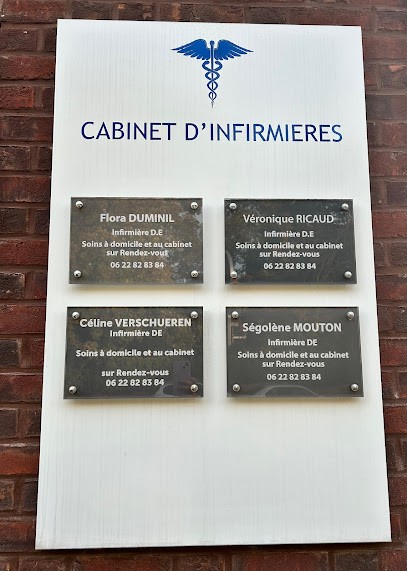 CABINET D'INFIRMIERES
Flora DUMINIL
Infirmière D.E
Soins à domicile et au cabinet
sur Rendez-vous
06 22 82 83 84
Véronique RICAUD
Infirmière D.E
Soins à domicile et au cabinet
sur Rendez-vous
06 22 82 83 84
Céline VERSCHUEREN
Infirmière DE
Soins à domicile et au cabinet
sur Rendez-vous
06 22 82 83 84
Ségolène MOUTON
Infirmière DE
Soins à domicile et au cabinet
sur Rendez-vous
06 22 82 83 84